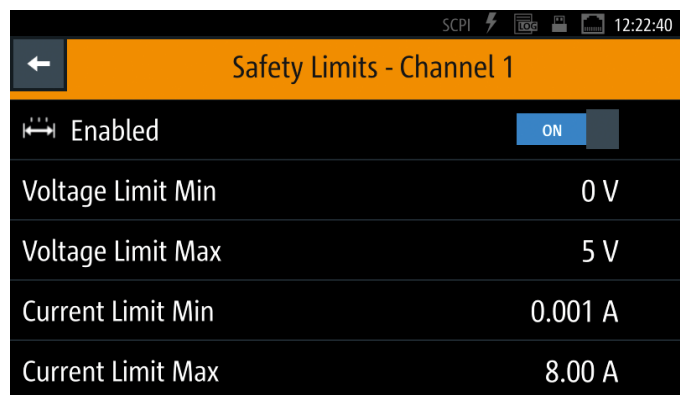 SCPI LOG 12:22:40
Safety Limits - Channel 1
Enabled ON
Voltage Limit Min 0 V
Voltage Limit Max 5 V
Current Limit Min 0.001 A
Current Limit Max 8.00 A